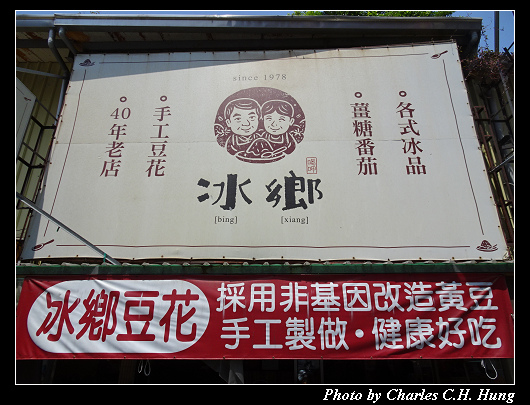 since 1978
各式冰品
薑糖番茄
手工豆花
40年老店
冰鄉
[bing] [xiang]
冰鄉豆花
採用非基因改造黃豆
手工製做・健康好吃
Photo by Charles C.H. Hung